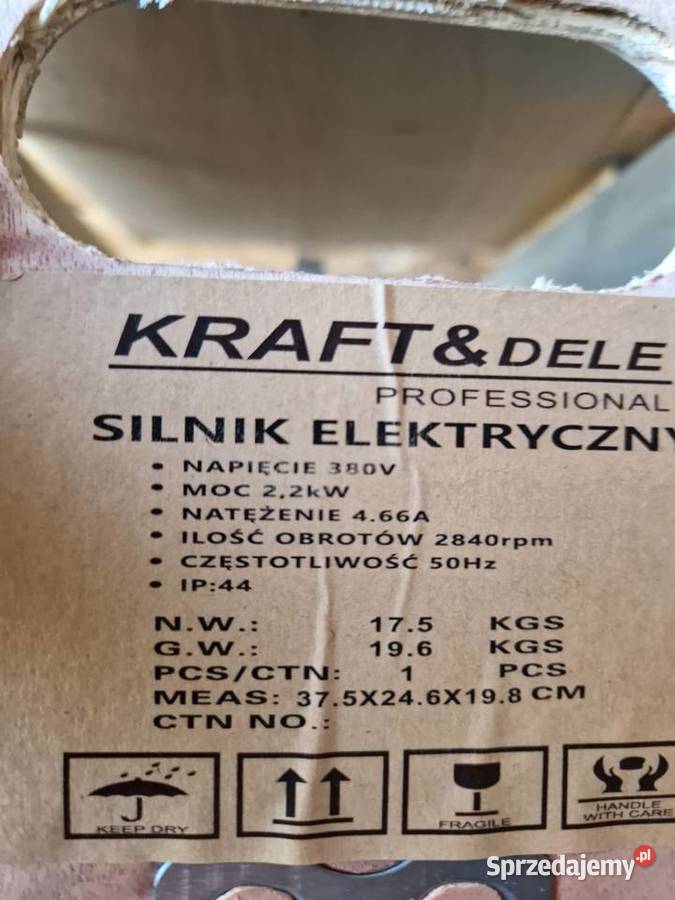 KRAFT&DELE
PROFESSIONAL
SILNIK ELEKTRYCZNY
• NAPIĘCIE 380V
• MOC 2,2kW
• NATĘŻENIE 4.66A
• ILOŚĆ OBROTÓW 2840rpm
• CZĘSTOTLIWOŚĆ 50Hz
• IP:44
N.W.: 17.5 KGS
G.W.: 19.6 KGS
PCS/CTN: 1 PCS
MEAS: 37.5X24.6X19.8 CM
CTN NO.:
KEEP DRY
FRAGILE
HANDLE
WITH CARE
Sprzedajemy.pl